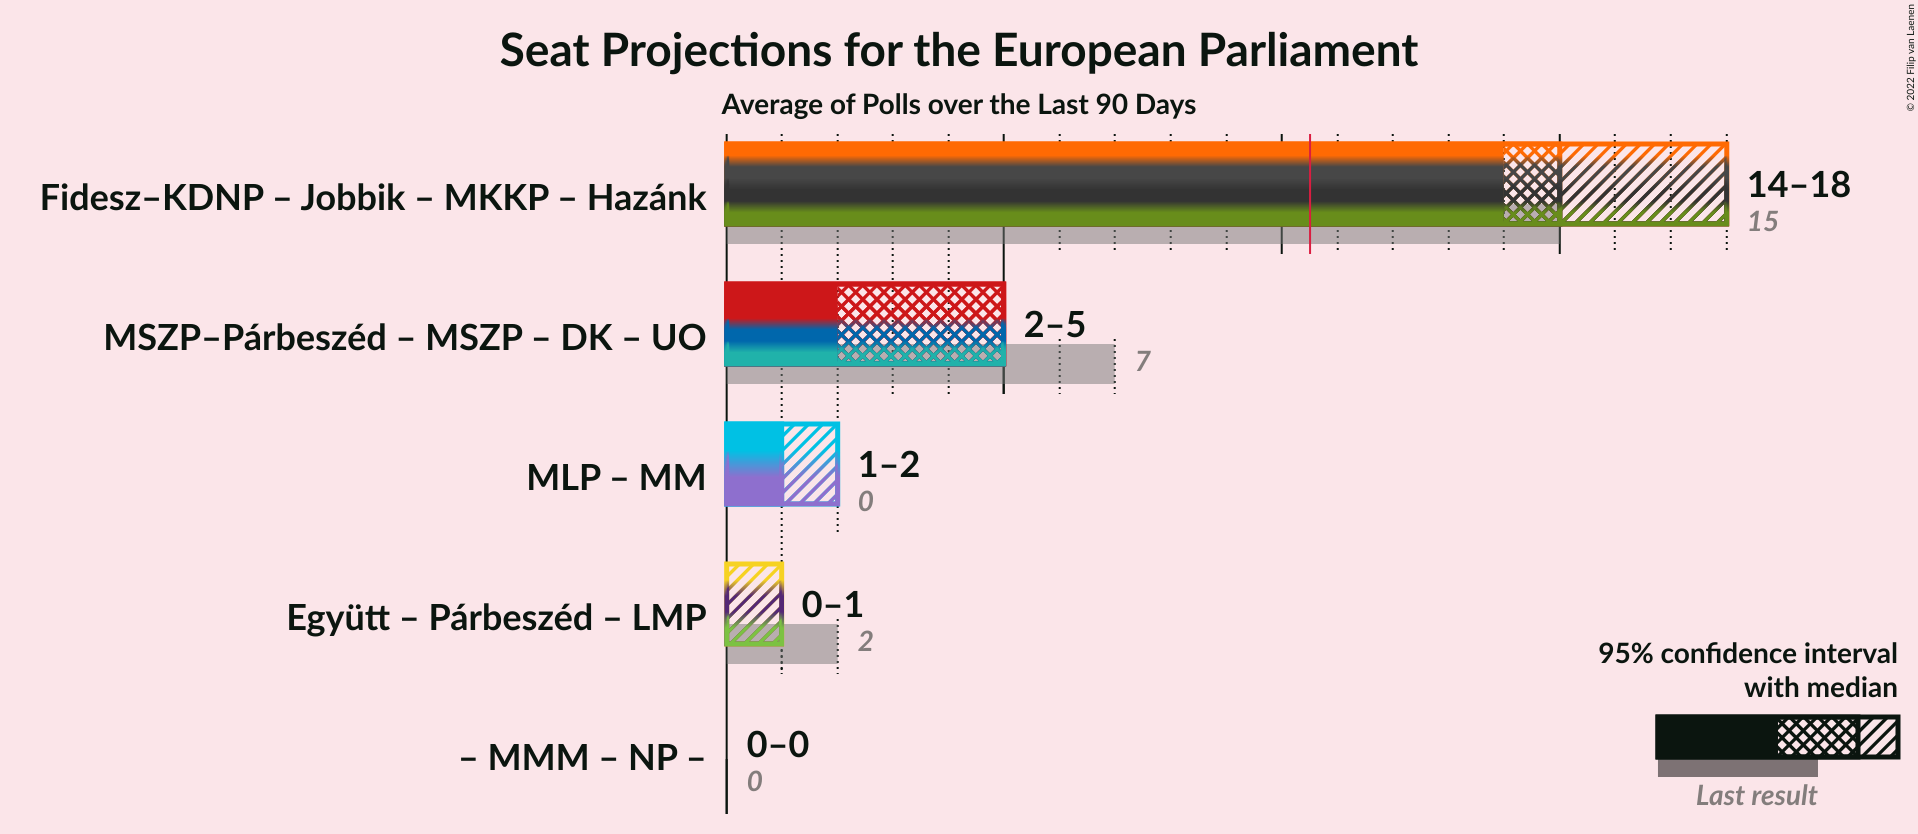 Seat Projections for the European Parliament
Average of Polls over the Last 90 Days
© 2022 Filip van Laenen
Fidesz–KDNP – Jobbik – MKKP – Hazánk
14–18
15
MSZP–Párbeszéd – MSZP – DK – UO
2–5
7
MLP – MM
1–2
0
Együtt – Párbeszéd – LMP
0–1
2
– MMM – NP –
0–0
0
95% confidence interval
with median
Last result